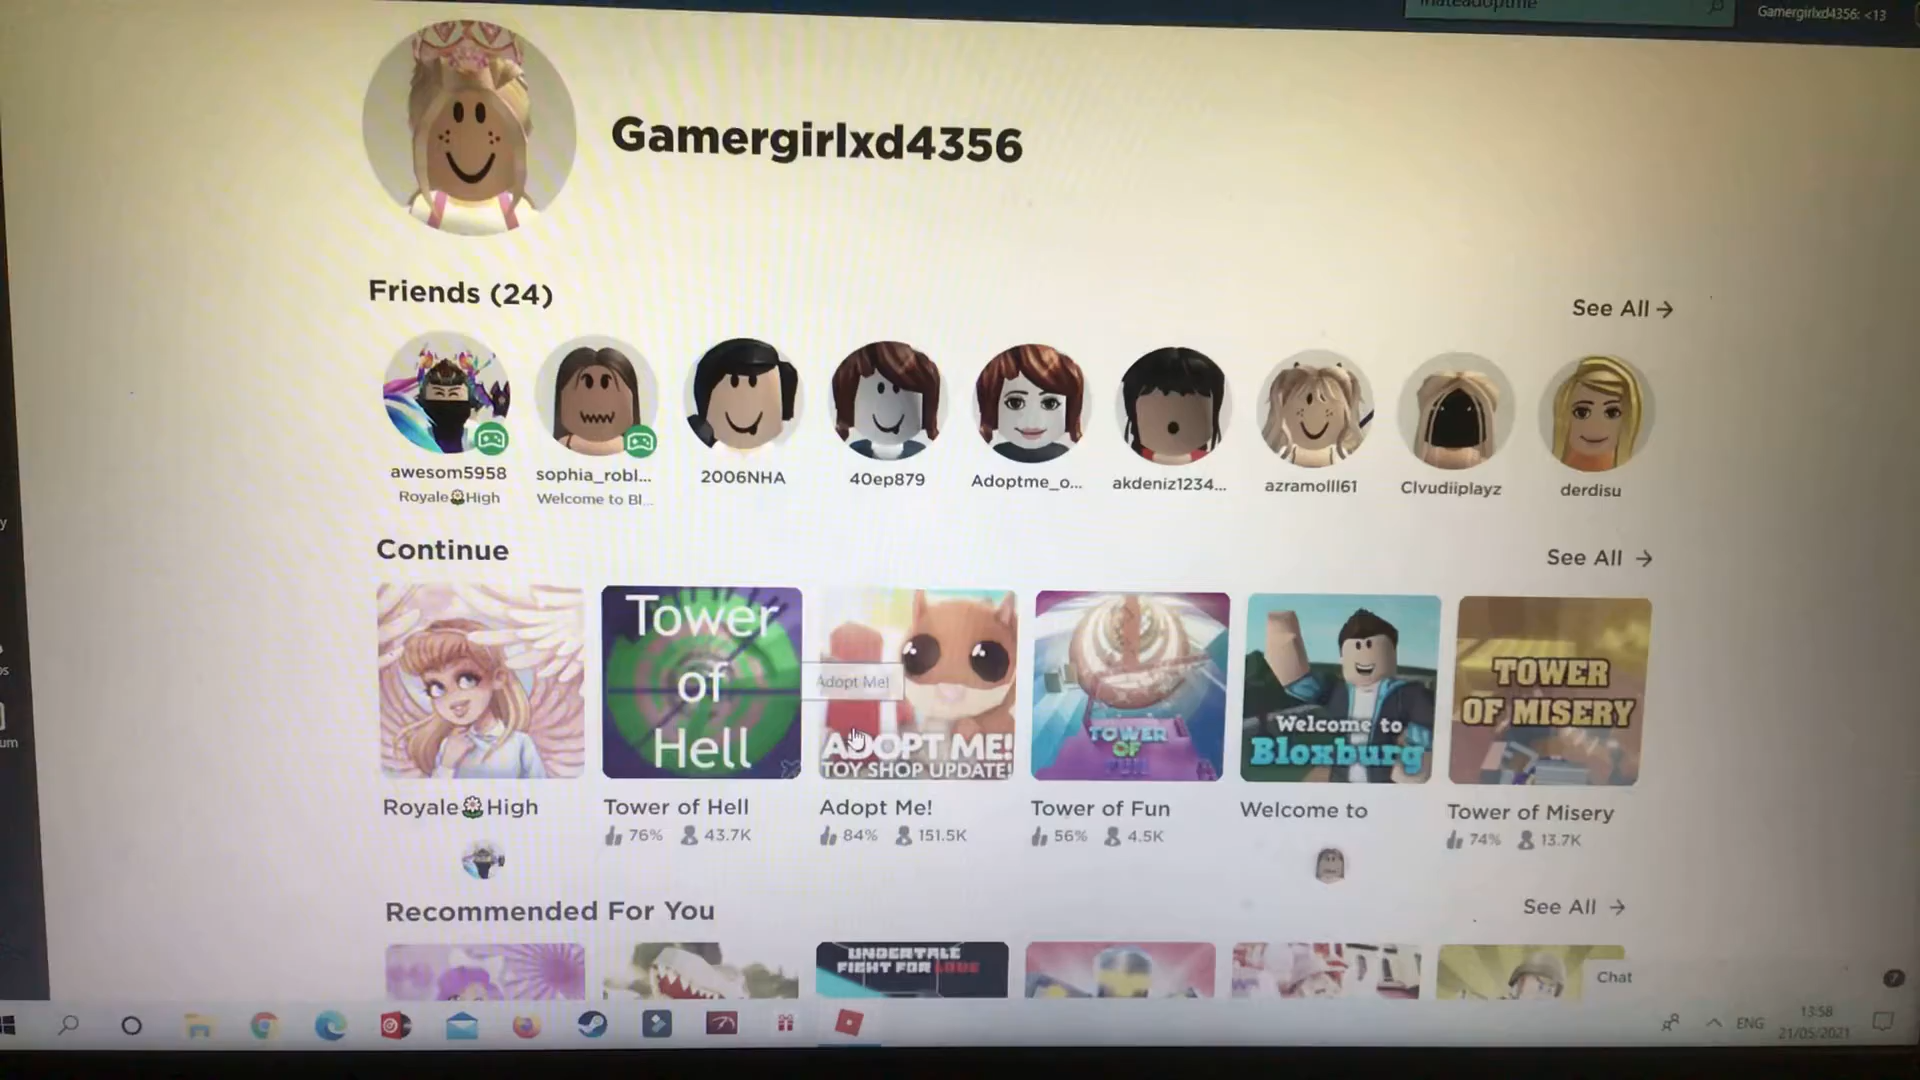 Gamergirlxd4356: <13
Gamergirlxd4356
Friends (24)
See All →
awesom5958
Royale High
sophia_robl...
Welcome to Bl...
2006NHA
40ep879
Adoptme_o...
akdeniz1234...
azramolll61
Clvudiiplayz
derdisu
Continue
See All →
Tower
of
Hell
Adopt Me!
ADOPT ME!
TOY SHOP UPDATE!
TOWER
OF
FUN
Welcome to
Bloxburg
TOWER
OF MISERY
Royale High
Tower of Hell
76% 43.7K
Adopt Me!
84% 151.5K
Tower of Fun
56% 4.5K
Welcome to
Tower of Misery
74% 13.7K
Recommended For You
See All →
UNDERTALE
FIGHT FOR LOVE
Chat
ENG
13:58
21/05/2021